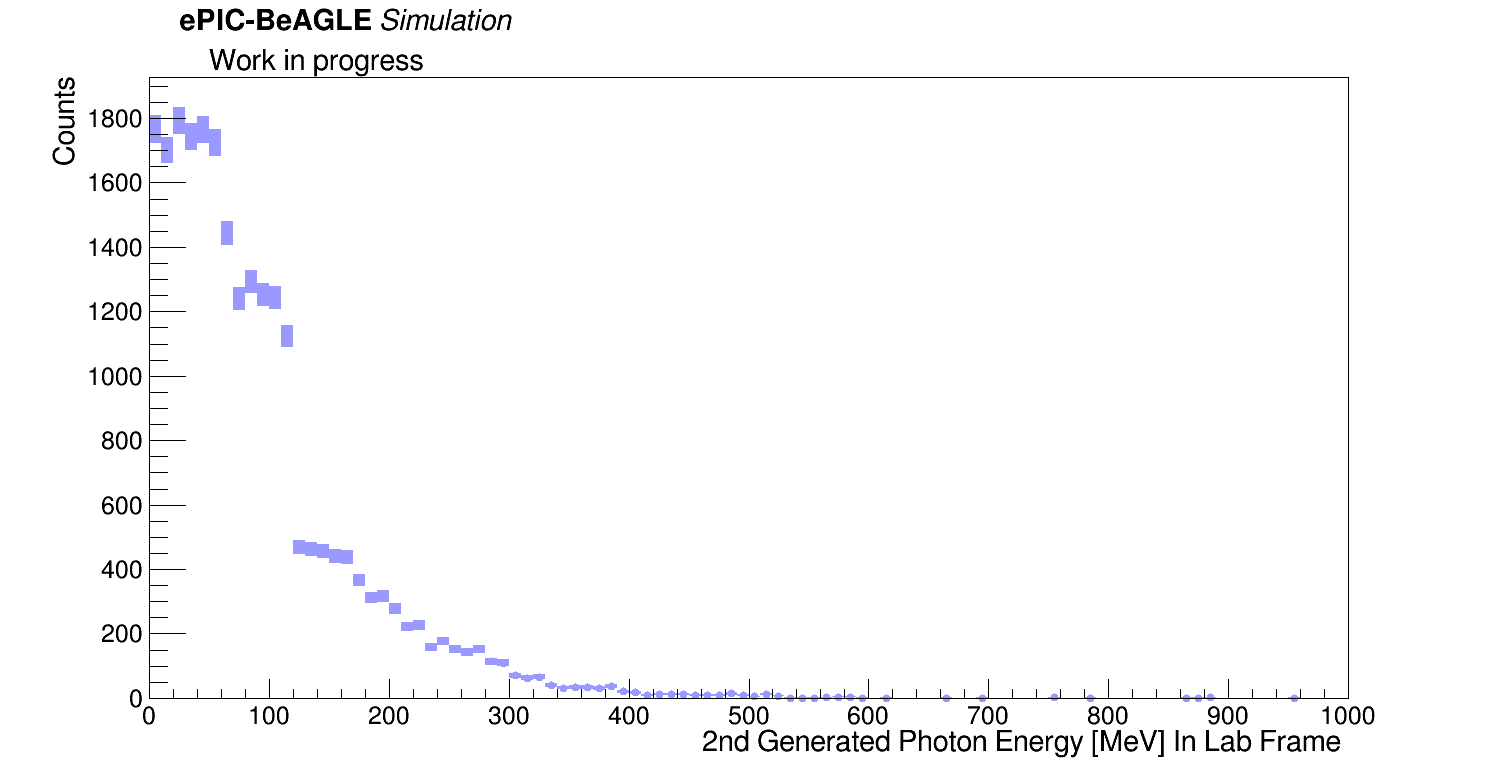 ePIC-BeAGLE Simulation
Work in progress
Counts
1800
1600
1400
1200
1000
800
600
400
200
0
0 100 200 300 400 500 600 700 800 900 1000
2nd Generated Photon Energy [MeV] In Lab Frame